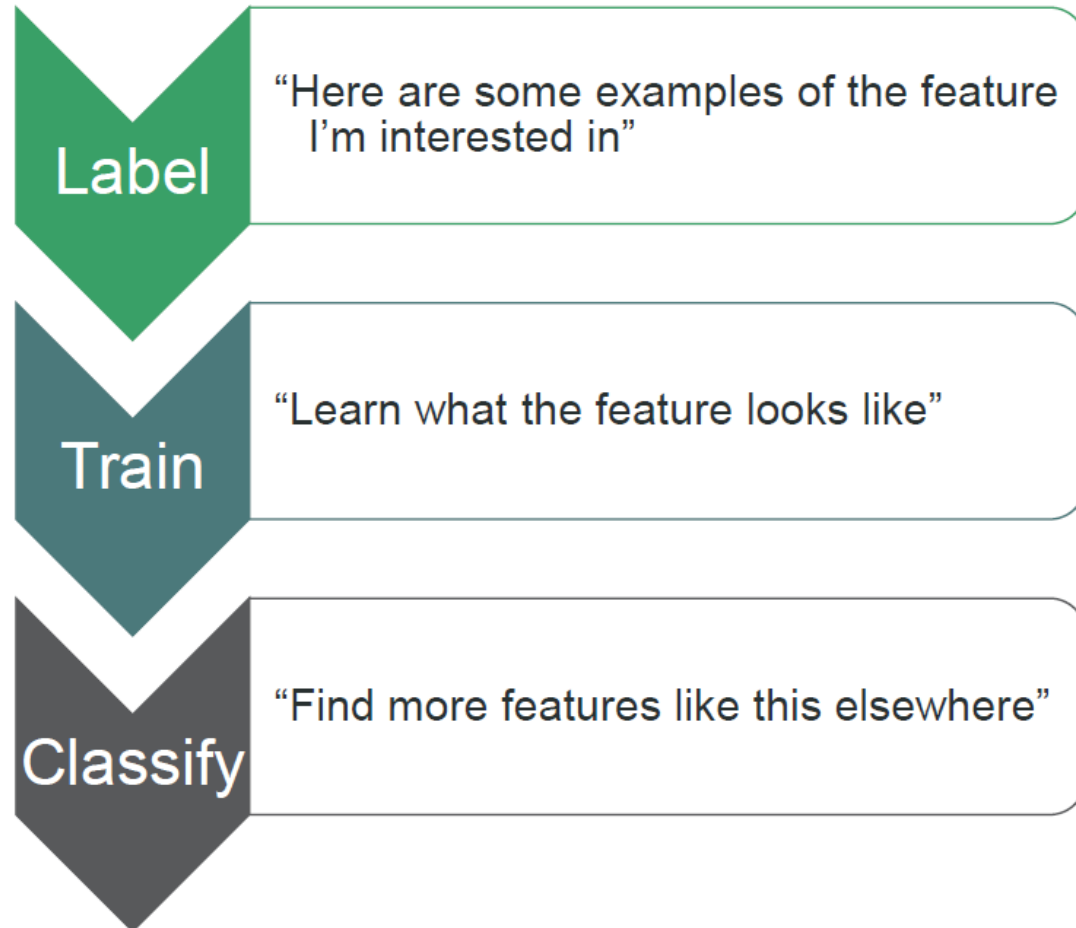 Label
“Here are some examples of the feature
I’m interested in”
Train
“Learn what the feature looks like”
Classify
“Find more features like this elsewhere”